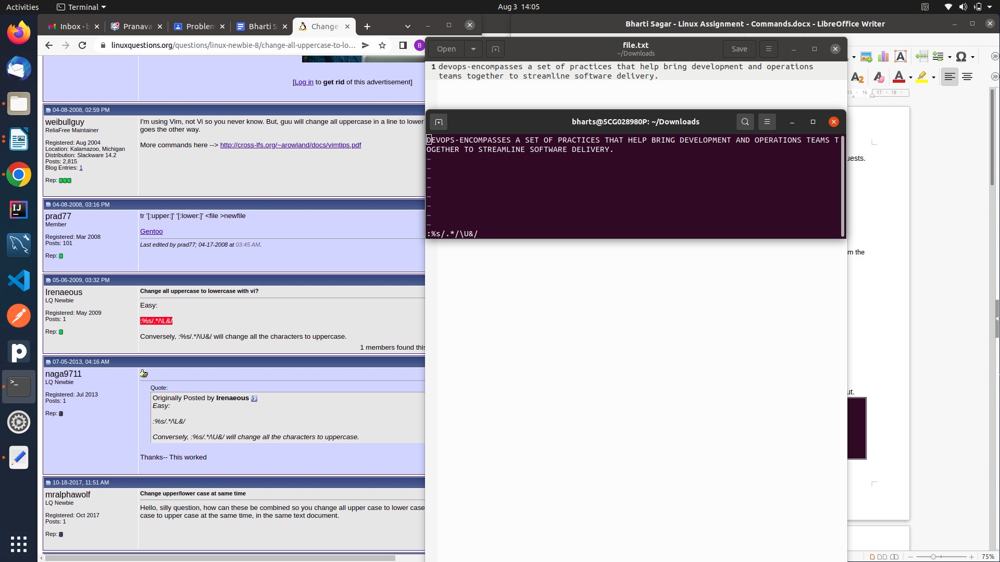 Activities
Terminal
Aug 3 14:05
Inbox - b
Pranava
Problem
Bharti S
Change
Bharti Sagar - Linux Assignment - Commands.docx - LibreOffice Writer
linuxquestions.org/questions/linux-newbie-8/change-all-uppercase-to-lo…
B
Open
file.txt
~/Downloads
Save
1 devops-encompasses a set of practices that help bring development and operations
teams together to streamline software delivery.
[Log in to get rid of this advertisement]
15 16 17 18
bharts@5CG028980P: ~/Downloads
DEVOPS-ENCOMPASSES A SET OF PRACTICES THAT HELP BRING DEVELOPMENT AND OPERATIONS TEAMS T
OGETHER TO STREAMLINE SOFTWARE DELIVERY.
~
~
~
~
~
~
~
~
:%s/.*/\U&/
04-08-2008, 02:59 PM
weibullguy
ReliaFree Maintainer
Registered: Aug 2004
Location: Kalamazoo, Michigan
Distribution: Slackware 14.2
Posts: 2,815
Blog Entries: 1
Rep:
I'm using Vim, not Vi so you never know. But, guu will change all uppercase in a line to lower
goes the other way.
More commands here --> http://cross-lfs.org/~arowland/docs/vimtips.pdf
04-08-2008, 03:16 PM
prad77
Member
Registered: Mar 2008
Posts: 101
Rep:
tr '[:upper:]' '[:lower:]' <file >newfile
Gentoo
Last edited by prad77; 04-17-2008 at 03:45 AM.
05-06-2009, 03:32 PM
Irenaeous
LQ Newbie
Registered: May 2009
Posts: 1
Rep:
Change all uppercase to lowercase with vi?
Easy:
:%s/.*/\L&/
Conversely, :%s/.*/\U&/ will change all the characters to uppercase.
1 members found this
07-05-2013, 04:16 AM
naga9711
LQ Newbie
Registered: Jul 2013
Posts: 1
Rep:
Quote:
Originally Posted by Irenaeous
Easy:
:%s/.*/\L&/
Conversely, :%s/.*/\U&/ will change all the characters to uppercase.
Thanks-- This worked
10-18-2017, 11:51 AM
mralphawolf
LQ Newbie
Registered: Oct 2017
Posts: 1
Rep:
Change upper/lower case at same time
Hello, silly question, how can these be combined so you change all upper case to lower case
case to upper case at the same time, in the same text document.
uests.
m the
ut.
75%